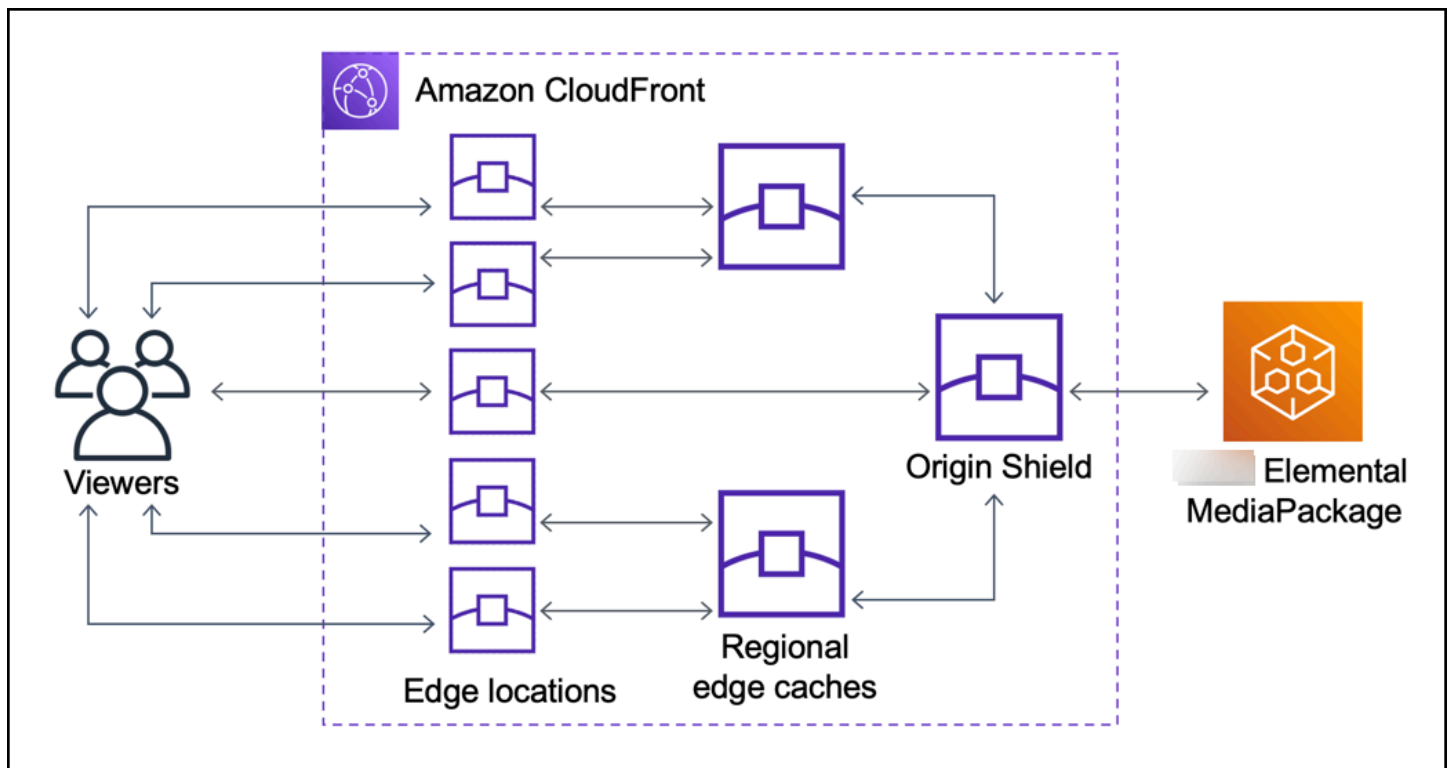 Amazon CloudFront
Viewers
Edge locations
Regional
edge caches
Origin Shield
Elemental
MediaPackage